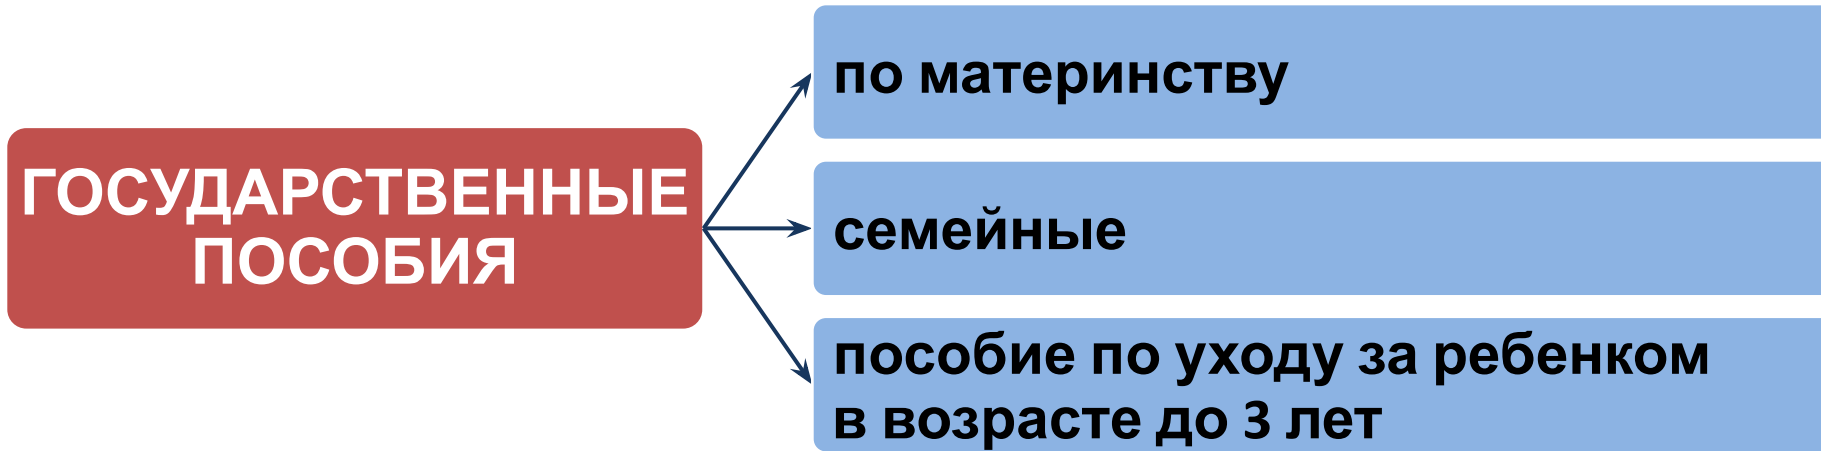 ГОСУДАРСТВЕННЫЕ
ПОСОБИЯ
по материнству
семейные
пособие по уходу за ребенком
в возрасте до 3 лет